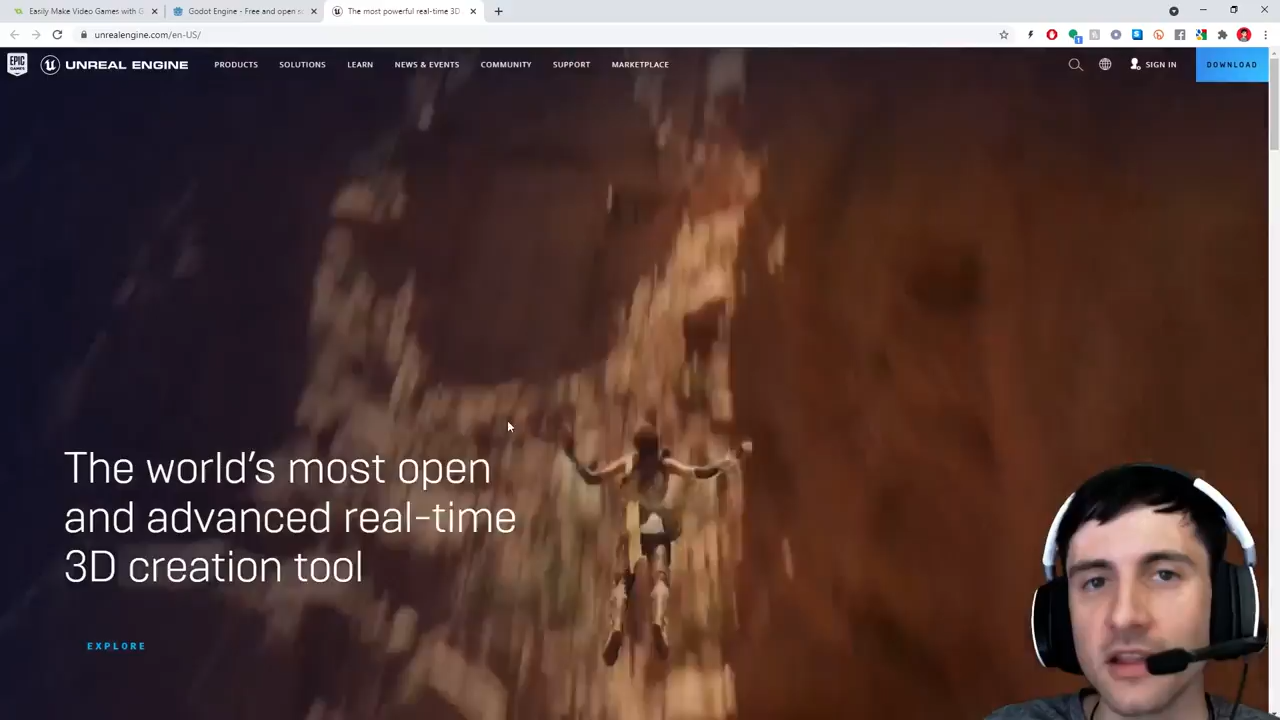 Easily Make Video Games with G
Godot Engine - Free and open so
The most powerful real-time 3D
unrealengine.com/en-US/
EPIC GAMES
UNREAL ENGINE
PRODUCTS
SOLUTIONS
LEARN
NEWS & EVENTS
COMMUNITY
SUPPORT
MARKETPLACE
SIGN IN
DOWNLOAD
The world's most open
and advanced real-time
3D creation tool
EXPLORE